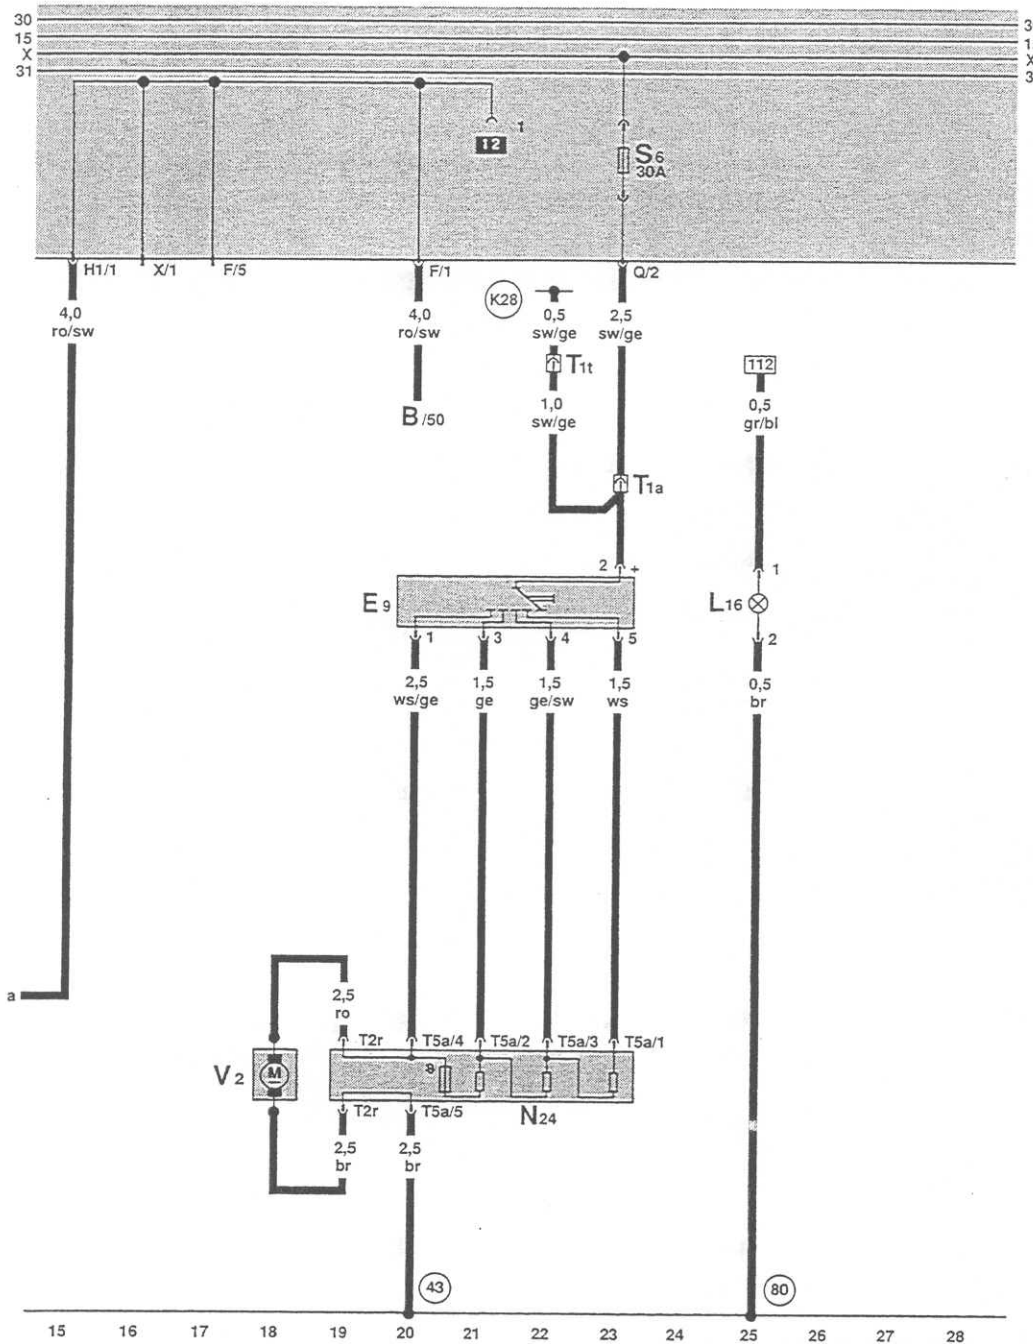 30
3
15
1
X
X
31
3
1
12
S6
30A
H1/1
X/1
F/5
F/1
Q/2
K28
4,0
ro/sw
4,0
ro/sw
0,5
sw/ge
2,5
sw/ge
T1t
112
B/50
1,0
sw/ge
0,5
gr/bl
T1a
2
+
1
E9
L16
1
3
4
5
2
2,5
ws/ge
1,5
ge
1,5
ge/sw
1,5
ws
0,5
br
a
2,5
ro
T2r
T5a/4
T5a/2
T5a/3
T5a/1
V2
M
ϑ
T2r
T5a/5
N24
2,5
br
2,5
br
43
80
15
16
17
18
19
20
21
22
23
24
25
26
27
28